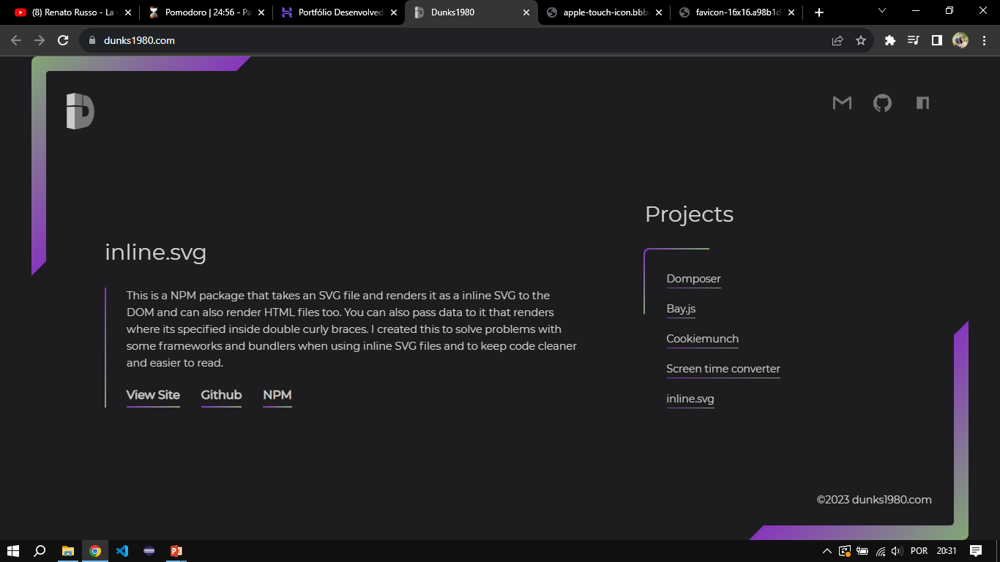 (8) Renato Russo - La
Pomodoro | 24:56 - Pa
Portfólio Desenvolved
Dunks1980
apple-touch-icon.bbb
favicon-16x16.a98b1d
dunks1980.com
inline.svg
This is a NPM package that takes an SVG file and renders it as a inline SVG to the
DOM and can also render HTML files too. You can also pass data to it that renders
where its specified inside double curly braces. I created this to solve problems with
some frameworks and bundlers when using inline SVG files and to keep code cleaner
and easier to read.
View Site Github NPM
Projects
Domposer
Bay.js
Cookiemunch
Screen time converter
inline.svg
©2023 dunks1980.com
POR 20:31